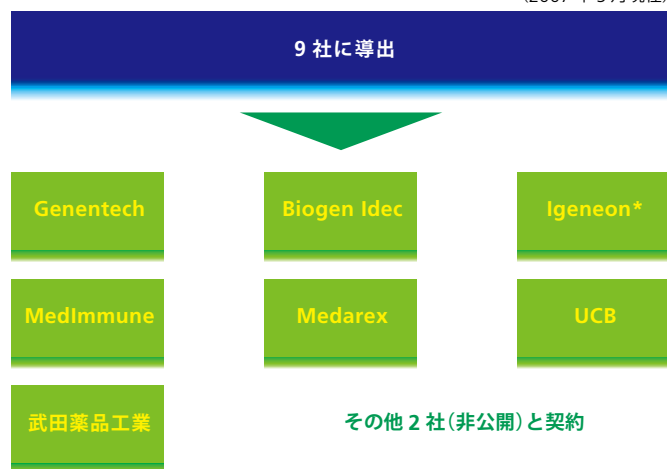 9 社に導出
Genentech
Biogen Idec
Igeneon*
MedImmune
Medarex
UCB
武田薬品工業
その他 2 社（非公開）と契約